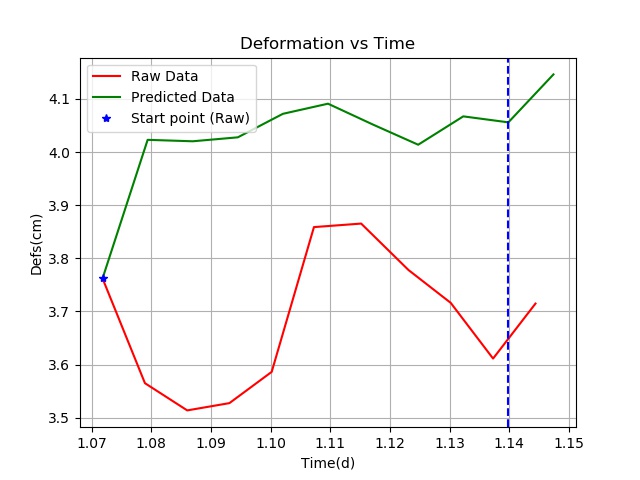 Deformation vs Time
Raw Data
Predicted Data
Start point (Raw)
Defs(cm)
4.1
4.0
3.9
3.8
3.7
3.6
3.5
1.07 1.08 1.09 1.10 1.11 1.12 1.13 1.14 1.15
Time(d)